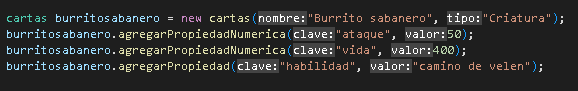 cartas burritosabanero = new cartas(nombre:"Burrito sabanero", tipo:"Criatura");
burritosabanero.agregarPropiedadNumerica(clave:"ataque", valor:50);
burritosabanero.agregarPropiedadNumerica(clave:"vida", valor:400);
burritosabanero.agregarPropiedad(clave:"habilidad", valor:"camino de velen");